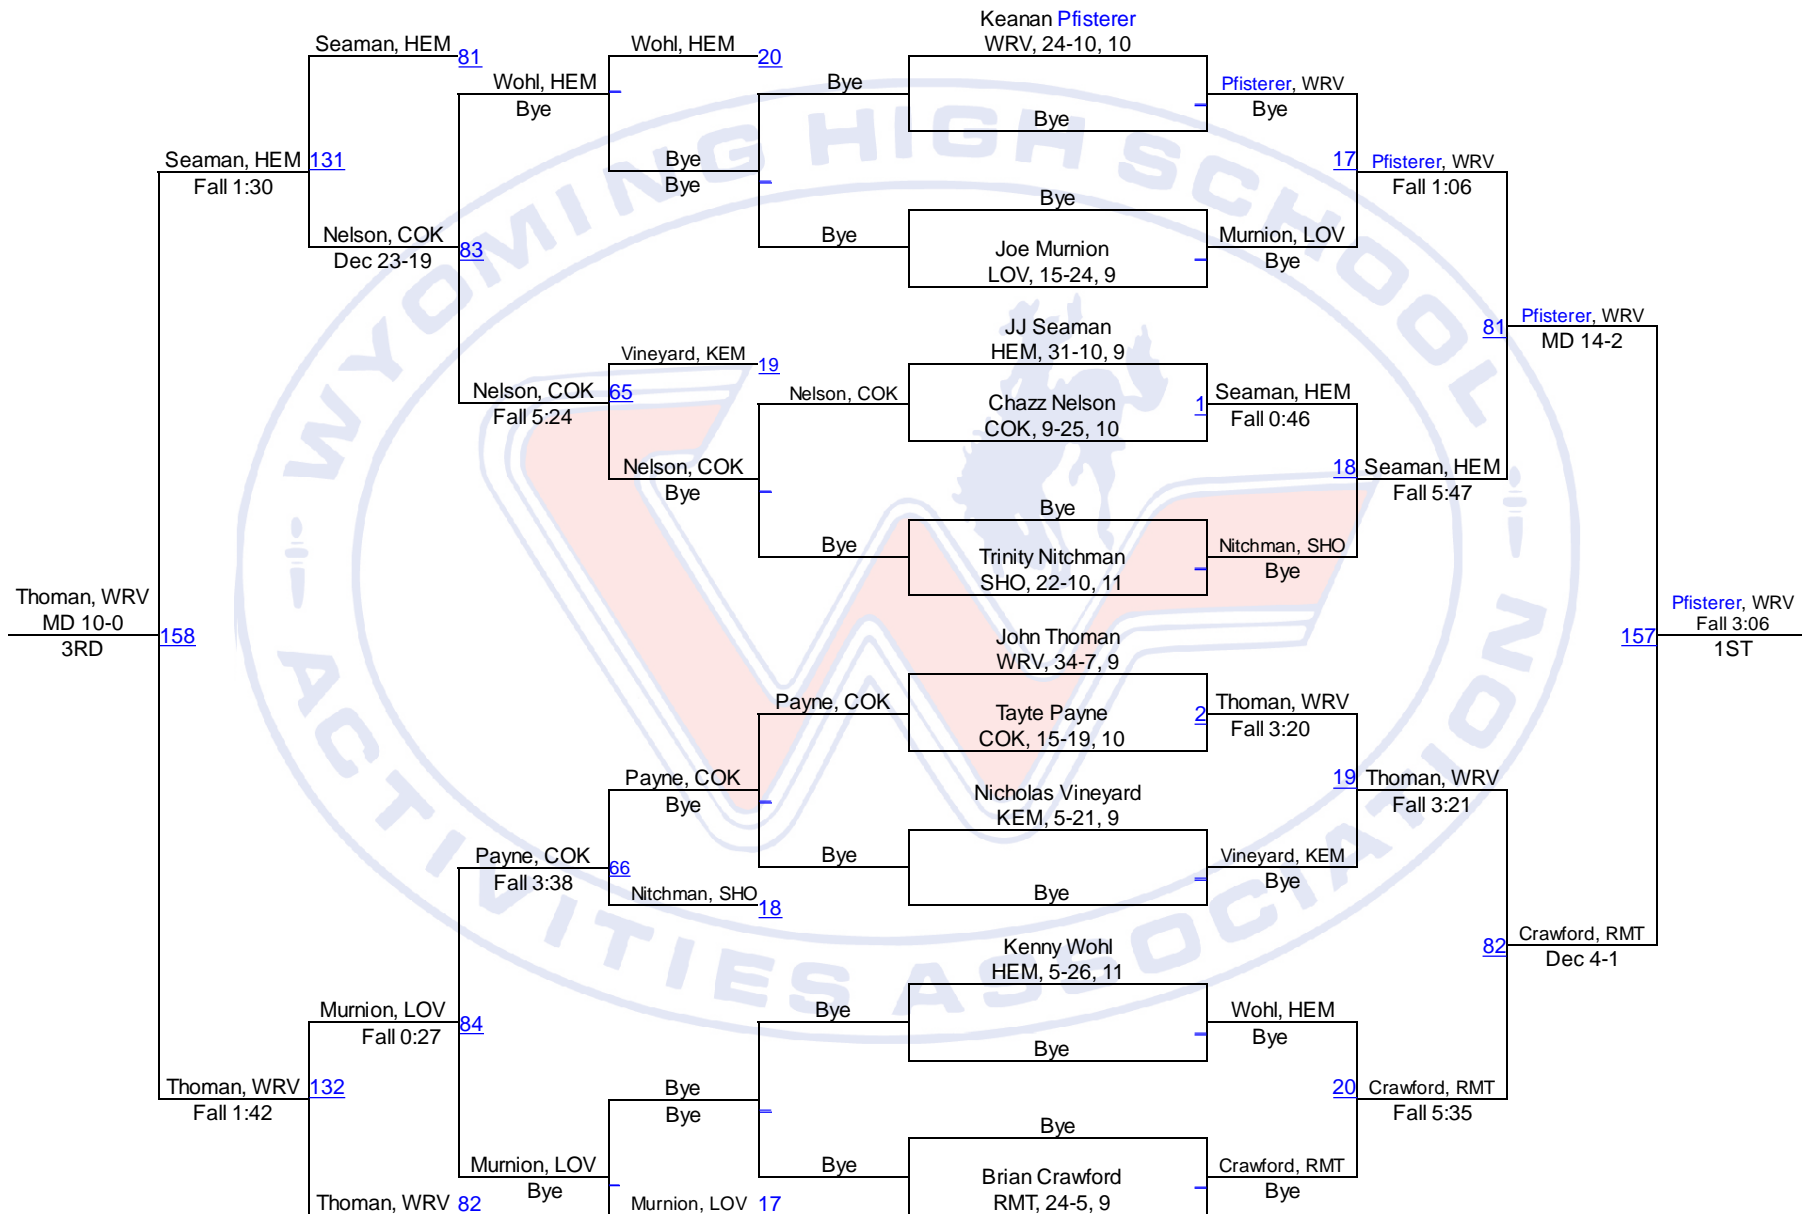 Keanan Pfisterer
WRV, 24-10, 10
Seaman, HEM
81
Wohl, HEM
20
Wohl, HEM
Bye
Bye
Bye
Pfisterer, WRV
Bye
Seaman, HEM
131
Fall 1:30
Bye
Bye
17
Pfisterer, WRV
Fall 1:06
Nelson, COK
83
Dec 23-19
Bye
Bye
Joe Murnion
LOV, 15-24, 9
Murnion, LOV
Bye
JJ Seaman
HEM, 31-10, 9
81
Pfisterer, WRV
MD 14-2
Vineyard, KEM
19
Nelson, COK
65
Fall 5:24
Nelson, COK
Chazz Nelson
COK, 9-25, 10
1
Seaman, HEM
Fall 0:46
Nelson, COK
Bye
18
Seaman, HEM
Fall 5:47
Bye
Bye
Trinity Nitchman
SHO, 22-10, 11
Nitchman, SHO
Bye
Thoman, WRV
MD 10-0
3RD
158
John Thoman
WRV, 34-7, 9
157
Pfisterer, WRV
Fall 3:06
1ST
Payne, COK
Tayte Payne
COK, 15-19, 10
2
Thoman, WRV
Fall 3:20
Payne, COK
Bye
Nicholas Vineyard
KEM, 5-21, 9
19
Thoman, WRV
Fall 3:21
Payne, COK
66
Fall 3:38
Bye
Bye
Vineyard, KEM
Bye
Nitchman, SHO
18
Kenny Wohl
HEM, 5-26, 11
82
Crawford, RMT
Dec 4-1
Murnion, LOV
84
Fall 0:27
Bye
Bye
Wohl, HEM
Bye
Thoman, WRV
132
Fall 1:42
Bye
Bye
20
Crawford, RMT
Fall 5:35
Bye
Murnion, LOV
Bye
Bye
Brian Crawford
RMT, 24-5, 9
Crawford, RMT
Bye
Thoman, WRV
82
Murnion, LOV
17
WYOMING HIGH SCHOOL
ACTIVITIES ASSOCIATION